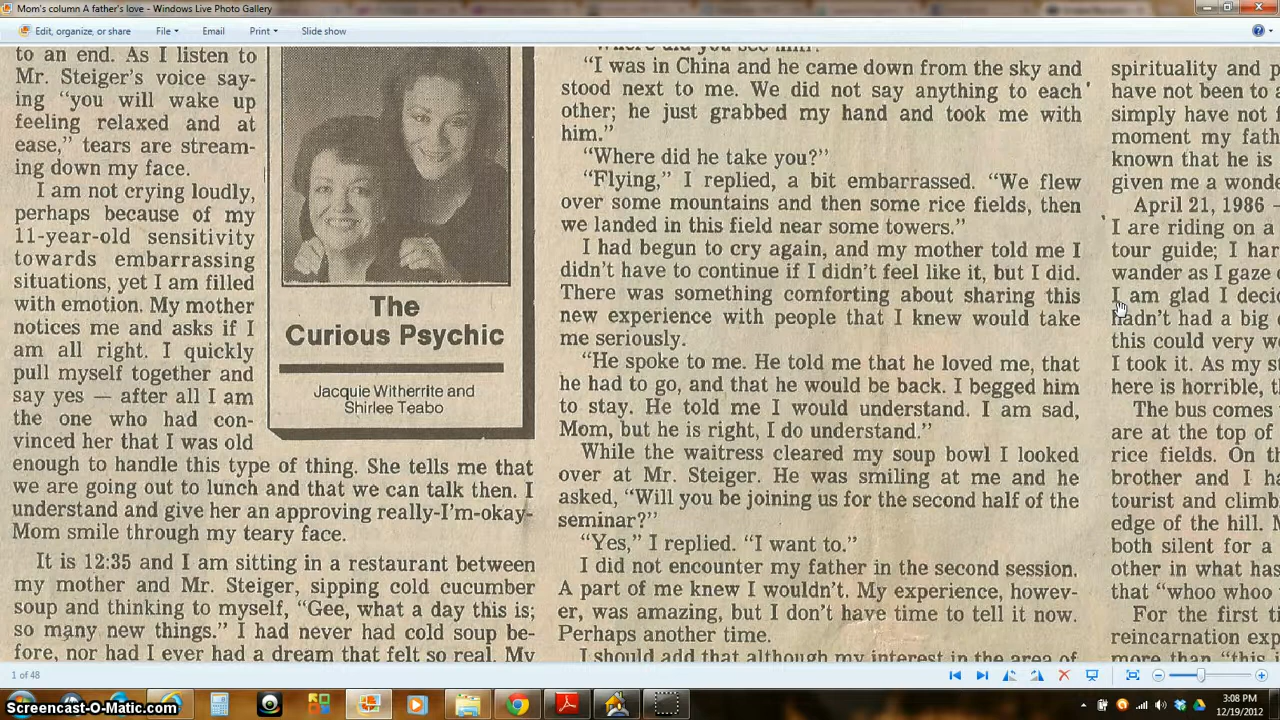 Mom's column A father's love - Windows Live Photo Gallery
Edit, organize, or share
File
Email
Print
Slide show
to an end. As I listen to
Mr. Steiger's voice say-
ing "you will wake up
feeling relaxed and at
ease," tears are stream-
ing down my face.
I am not crying loudly,
perhaps because of my
11-year-old sensitivity
towards embarrassing
situations, yet I am filled
with emotion. My mother
notices me and asks if I
am all right. I quickly
pull myself together and
say yes — after all I am
the one who had con-
vinced her that I was old
enough to handle this type of thing. She tells me that
we are going out to lunch and that we can talk then. I
understand and give her an approving really-I'm-okay-
Mom smile through my teary face.
It is 12:35 and I am sitting in a restaurant between
my mother and Mr. Steiger, sipping cold cucumber
soup and thinking to myself, "Gee, what a day this is;
so many new things." I had never had cold soup be-
fore, nor had I ever had a dream that felt so real. My
The
Curious Psychic
Jacquie Witherrite and
Shirlee Teabo
"Where did you see him?"
"I was in China and he came down from the sky and
stood next to me. We did not say anything to each
other; he just grabbed my hand and took me with
him."
"Where did he take you?"
"Flying," I replied, a bit embarrassed. "We flew
over some mountains and then some rice fields, then
we landed in this field near some towers."
I had begun to cry again, and my mother told me I
didn't have to continue if I didn't feel like it, but I did.
There was something comforting about sharing this
new experience with people that I knew would take
me seriously.
"He spoke to me. He told me that he loved me, that
he had to go, and that he would be back. I begged him
to stay. He told me I would understand. I am sad,
Mom, but he is right, I do understand."
While the waitress cleared my soup bowl I looked
over at Mr. Steiger. He was smiling at me and he
asked, "Will you be joining us for the second half of the
seminar?"
"Yes," I replied. "I want to."
I did not encounter my father in the second session.
A part of me knew I wouldn't. My experience, howev-
er, was amazing, but I don't have time to tell it now.
Perhaps another time.
I should add that although my interest in the area of
spirituality and p
have not been to a
simply have not
moment my fath
known that he is
given me a wonde
April 21, 1986 –
I are riding on a
tour guide; I har
wander as I gaze o
I am glad I decid
hadn't had a big
this could very we
I took it. As my s
here is horrible, t
The bus comes
are at the top of
rice fields. On th
brother and I ha
tourist and climb
edge of the hill. M
both silent for a
other in what has
that "whoo whoo
For the first ti
reincarnation exp
more than "this i
1 of 48
3:08 PM
12/19/2012
Screencast-O-Matic.com